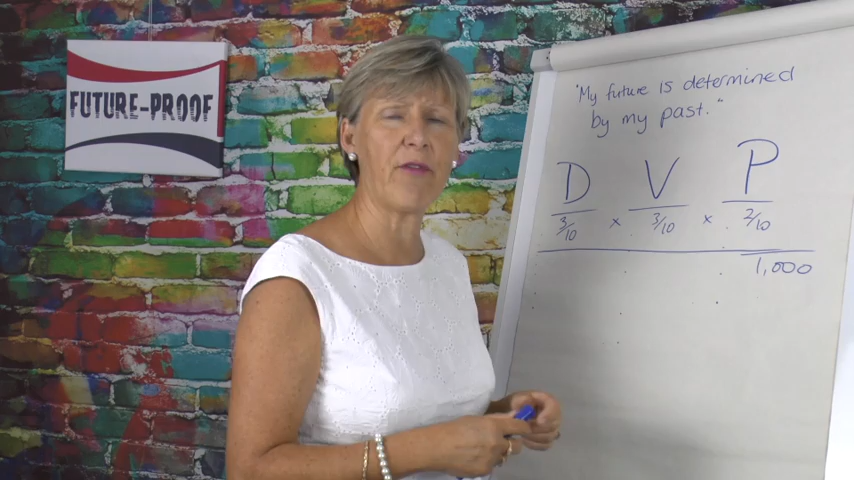 FUTURE-PROOF
"My future is determined
by my past."
D V P
3/10 x 3/10 x 2/10
1,000